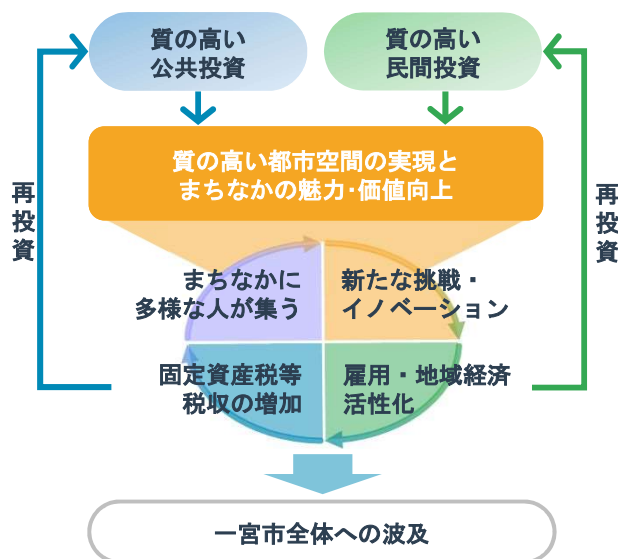 質の高い
公共投資
質の高い
民間投資
質の高い都市空間の実現と
まちなかの魅力・価値向上
再投資
再投資
まちなかに
多様な人が集う
新たな挑戦・
イノベーション
固定資産税等
税収の増加
雇用・地域経済
活性化
一宮市全体への波及